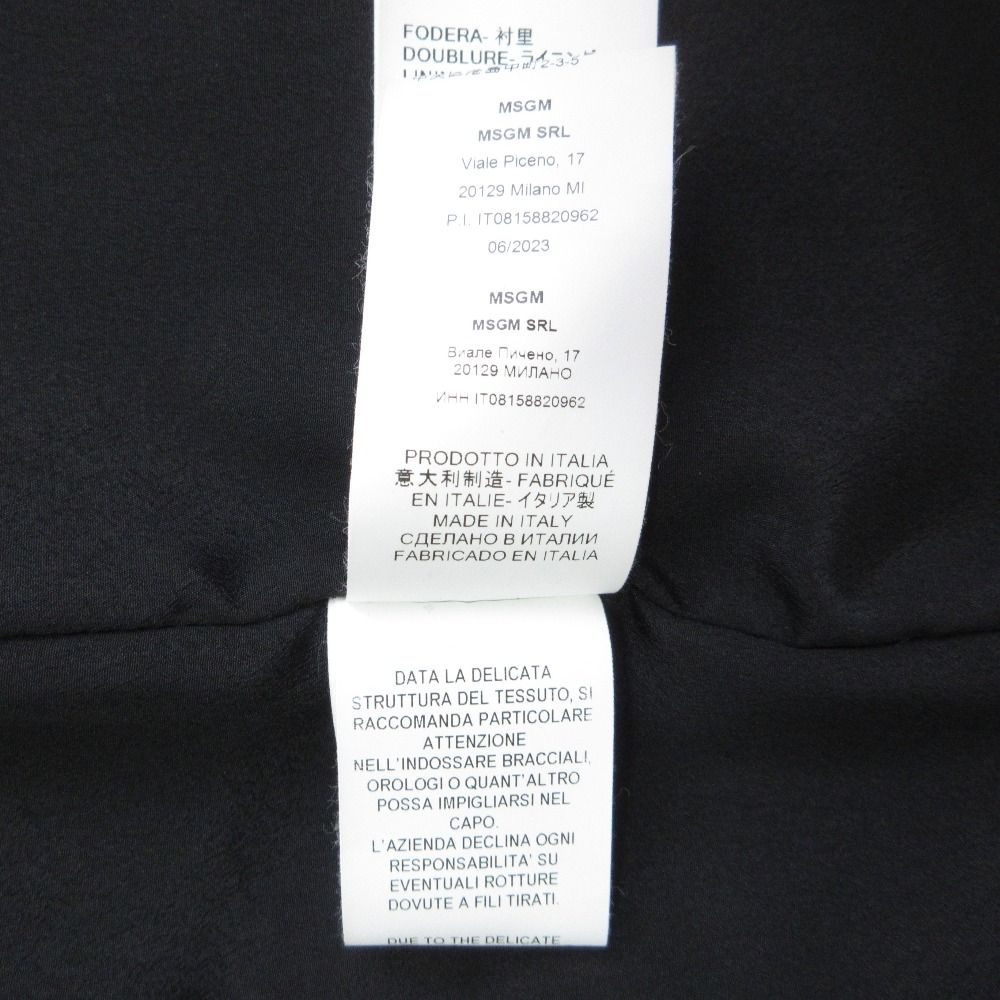 FODERA- 衬里
DOUBLURE- ライニング
2-3-5
MSGM
MSGM SRL
Viale Piceno, 17
20129 Milano MI
P.I. IT08158820962
06/2023
MSGM
MSGM SRL
Виале Пичено, 17
20129 МИЛАНО
ИНН IT08158820962
PRODOTTO IN ITALIA
意大利制造- FABRIQUÉ
EN ITALIE- イタリア製
MADE IN ITALY
СДЕЛАНО В ИТАЛИИ
FABRICADO EN ITALIA
DATA LA DELICATA
STRUTTURA DEL TESSUTO, SI
RACCOMANDA PARTICOLARE
ATTENZIONE
NELL'INDOSSARE BRACCIALI,
OROLOGI O QUANT'ALTRO
POSSA IMPIGLIARSI NEL
CAPO.
L'AZIENDA DECLINA OGNI
RESPONSABILITA' SU
EVENTUALI ROTTURE
DOVUTE A FILI TIRATI.
DUE TO THE DELICATE